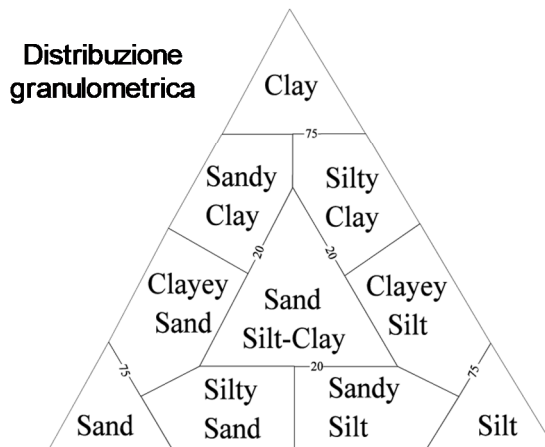 Distribuzione
granulometrica
Clay
75
Sandy
Clay
Silty
Clay
20
20
Clayey
Sand
Sand
Silt-Clay
Clayey
Silt
75
20
75
Sand
Silty
Sand
Sandy
Silt
Silt